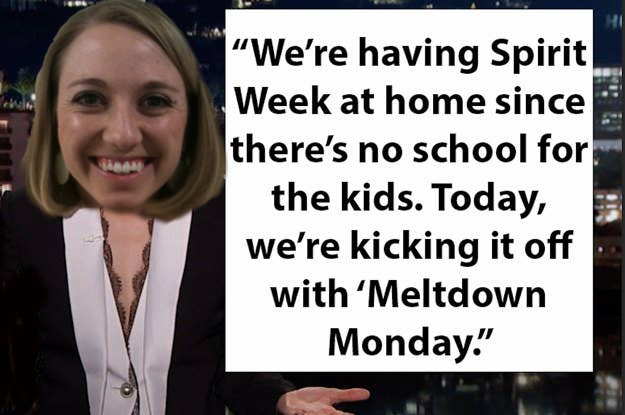 “We’re having Spirit
Week at home since
there’s no school for
the kids. Today,
we’re kicking it off
with ‘Meltdown
Monday.”